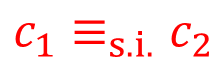 c₁ ≡s.i. c₂